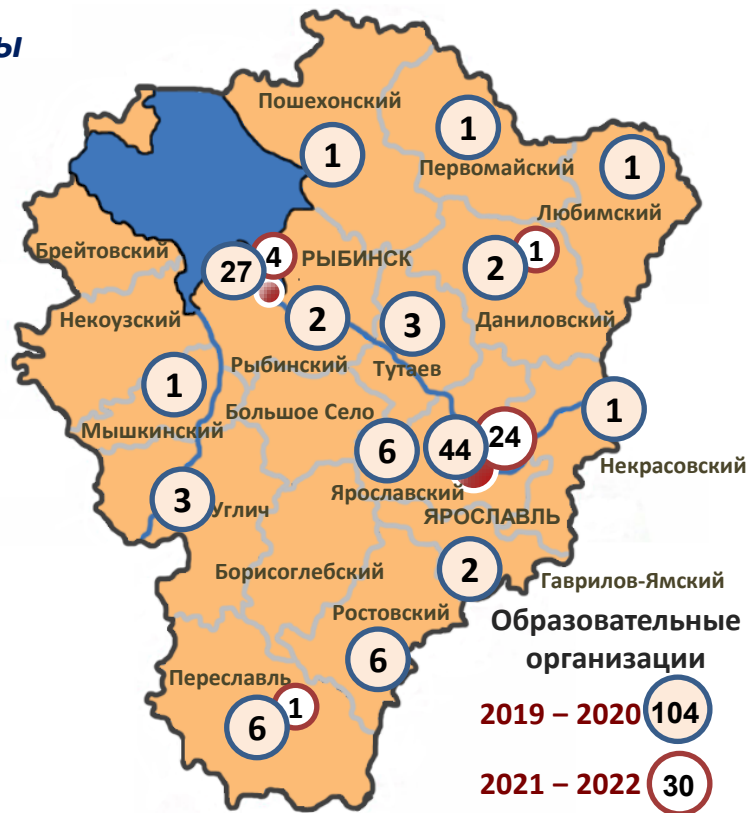 ы
Пошехонский
1
1
Первомайский
1
Любимский
Брейтовский
27
4
РЫБИНСК
2
1
Даниловский
Некоузский
2
Рыбинский
3
Тутаев
1
Мышкинский
Большое Село
6
Ярославский
44
24
ЯРОСЛАВЛЬ
1
Некрасовский
3
Углич
Борисоглебский
2
Гаврилов-Ямский
Ростовский
6
Переславль
6
1
Образовательные
организации
2019 – 2020 104
2021 – 2022 30